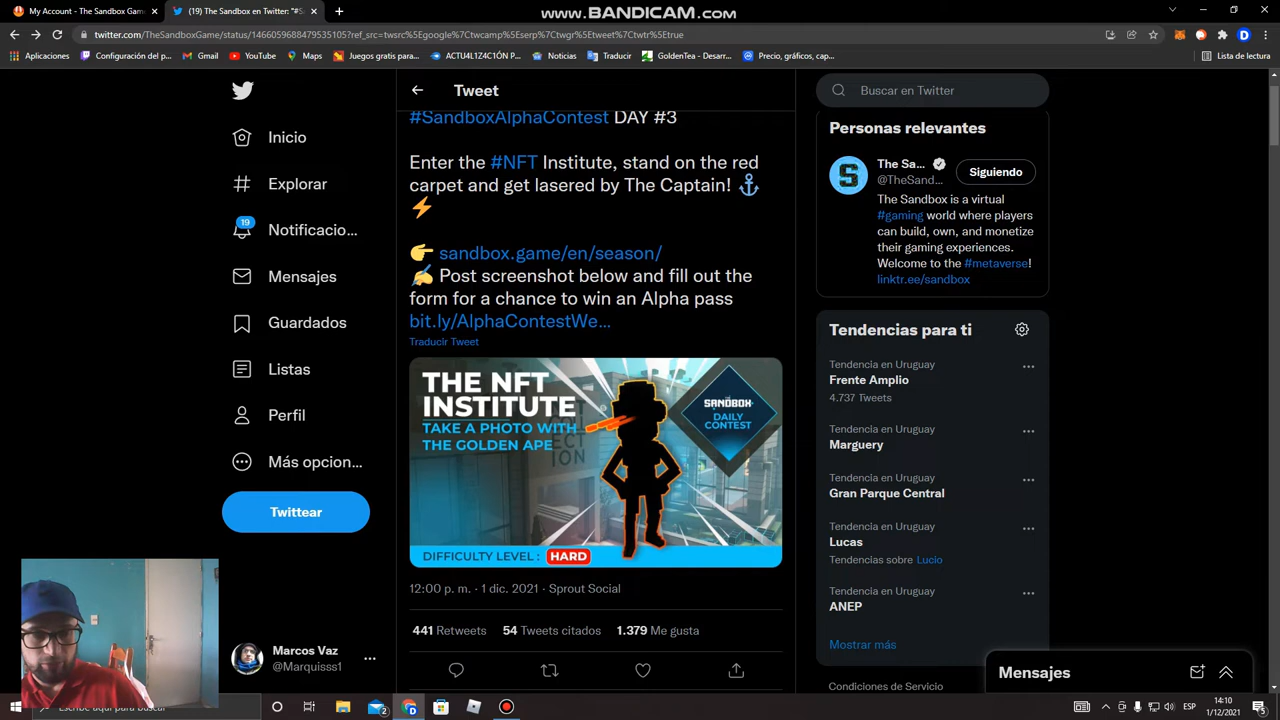 My Account - The Sandbox Gam
(19) The Sandbox en Twitter: "#S
www.BANDICAM.com
twitter.com/TheSandboxGame/status/1466059688479535105?ref_src=twsrc%5Egoogle%7Ctwcamp%5Eserp%7Ctwgr%5Etweet%7Ctwtr%5Etrue
D
Aplicaciones
Configuración del p...
Gmail
YouTube
Maps
Juegos gratis para...
ACTU4L1Z4C1ÓN P...
Noticias
Traducir
GoldenTea - Desarr...
Precio, gráficos, cap...
Lista de lectura
Inicio
Explorar
19
Notificacio...
Mensajes
Guardados
Listas
Perfil
Más opcion...
Twittear
Marcos Vaz
@Marquisss1
Tweet
#SandboxAlphaContest DAY #3
Enter the #NFT Institute, stand on the red
carpet and get lasered by The Captain!
sandbox.game/en/season/
Post screenshot below and fill out the
form for a chance to win an Alpha pass
bit.ly/AlphaContestWe...
Traducir Tweet
THE NFT
INSTITUTE
TAKE A PHOTO WITH
THE GOLDEN APE
THE
SANDBOX
DAILY
CONTEST
DIFFICULTY LEVEL : HARD
12:00 p. m. · 1 dic. 2021 · Sprout Social
441 Retweets 54 Tweets citados 1.379 Me gusta
Buscar en Twitter
Personas relevantes
The Sa...
@TheSand...
Siguiendo
The Sandbox is a virtual
#gaming world where players
can build, own, and monetize
their gaming experiences.
Welcome to the #metaverse!
linktr.ee/sandbox
Tendencias para ti
Tendencia en Uruguay
Frente Amplio
4.737 Tweets
Tendencia en Uruguay
Marguery
Tendencia en Uruguay
Gran Parque Central
Tendencia en Uruguay
Lucas
Tendencias sobre Lucio
Tendencia en Uruguay
ANEP
Mostrar más
Condiciones de Servicio
Mensajes
Escribe aquí para buscar
2
D
ESP
14:10
1/12/2021
5